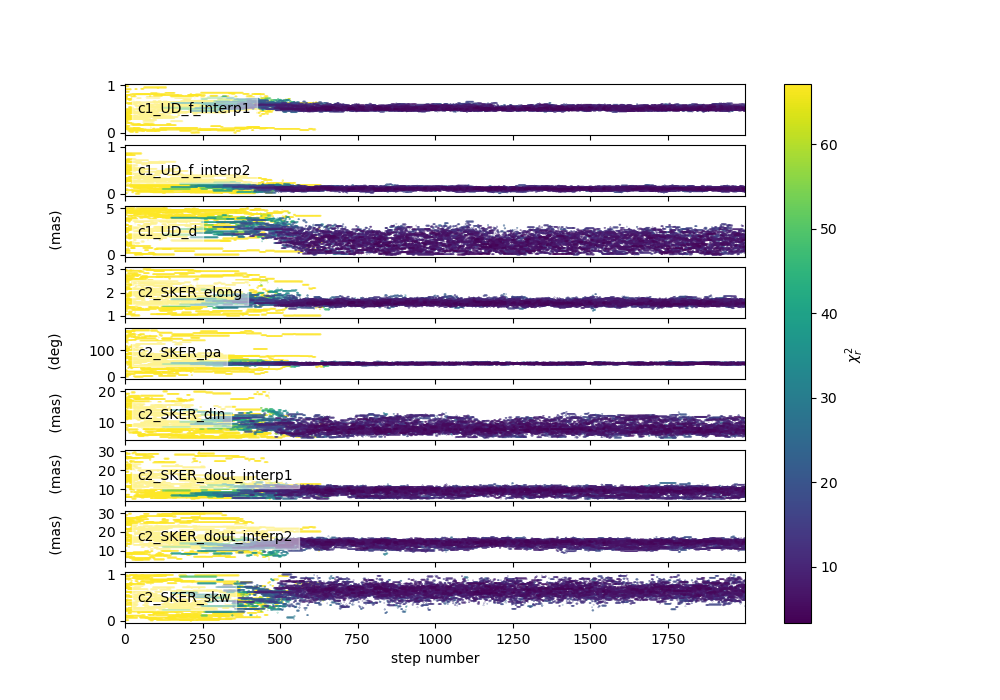 1
c1_UD_f_interp1
0
1
c1_UD_f_interp2
0
(mas)
5
c1_UD_d
0
3
2
c2_SKER_elong
1
(deg)
100
c2_SKER_pa
0
(mas)
20
10
c2_SKER_din
(mas)
30
20
10
c2_SKER_dout_interp1
(mas)
30
20
10
c2_SKER_dout_interp2
1
c2_SKER_skw
0
0 250 500 750 1000 1250 1500 1750
step number
60
50
40
30
20
10
χ²ᵣ